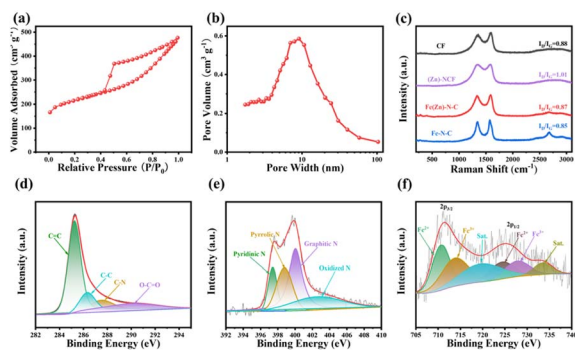 (a)
Volume Adsorbed (cm³ g⁻¹)
500
400
300
200
100
0
0.0 0.2 0.4 0.6 0.8 1.0
Relative Pressure (P/P₀)
(b)
Pore Volume (cm³ g⁻¹)
0.6
0.4
0.2
0.0
1 10 100
Pore Width (nm)
(c)
Intensity (a.u.)
CF
I_D/I_G=0.88
(Zn)-NCF
I_D/I_G=1.01
Fe(Zn)-N-C
I_D/I_G=0.87
Fe-N-C
I_D/I_G=0.85
500 1000 1500 2000 2500 3000
Raman Shift (cm⁻¹)
(d)
Intensity (a.u.)
C=C
C-C
C-N
O-C=O
282 284 286 288 290 292 294
Binding energy (eV)
(e)
Intensity (a.u.)
Pyridinic N
Pyrrolic N
Graphitic N
Oxidized N
392 394 396 398 400 402 404 406 408 410
Binding energy (eV)
(f)
Intensity (a.u.)
2p₃/₂
Fe²⁺
Fe³⁺
Sat.
2p₁/₂
Fe²⁺
Fe³⁺
Sat.
705 710 715 720 725 730 735 740
Binding energy (eV)